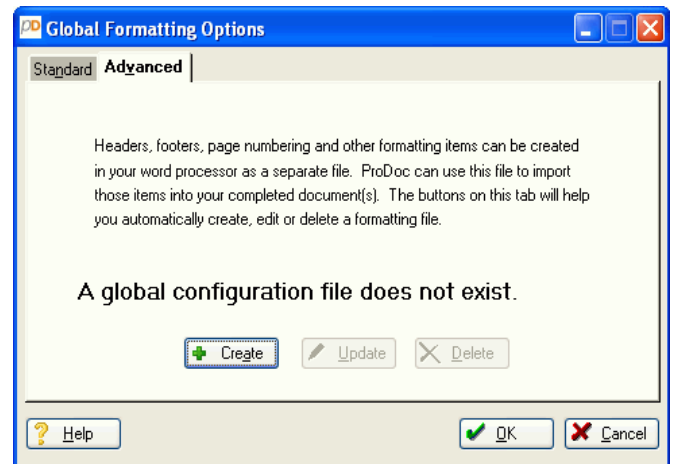 PD Global Formatting Options
Standard Advanced
Headers, footers, page numbering and other formatting items can be created
in your word processor as a separate file. ProDoc can use this file to import
those items into your completed document(s). The buttons on this tab will help
you automatically create, edit or delete a formatting file.
A global configuration file does not exist.
Create Update Delete
Help OK Cancel